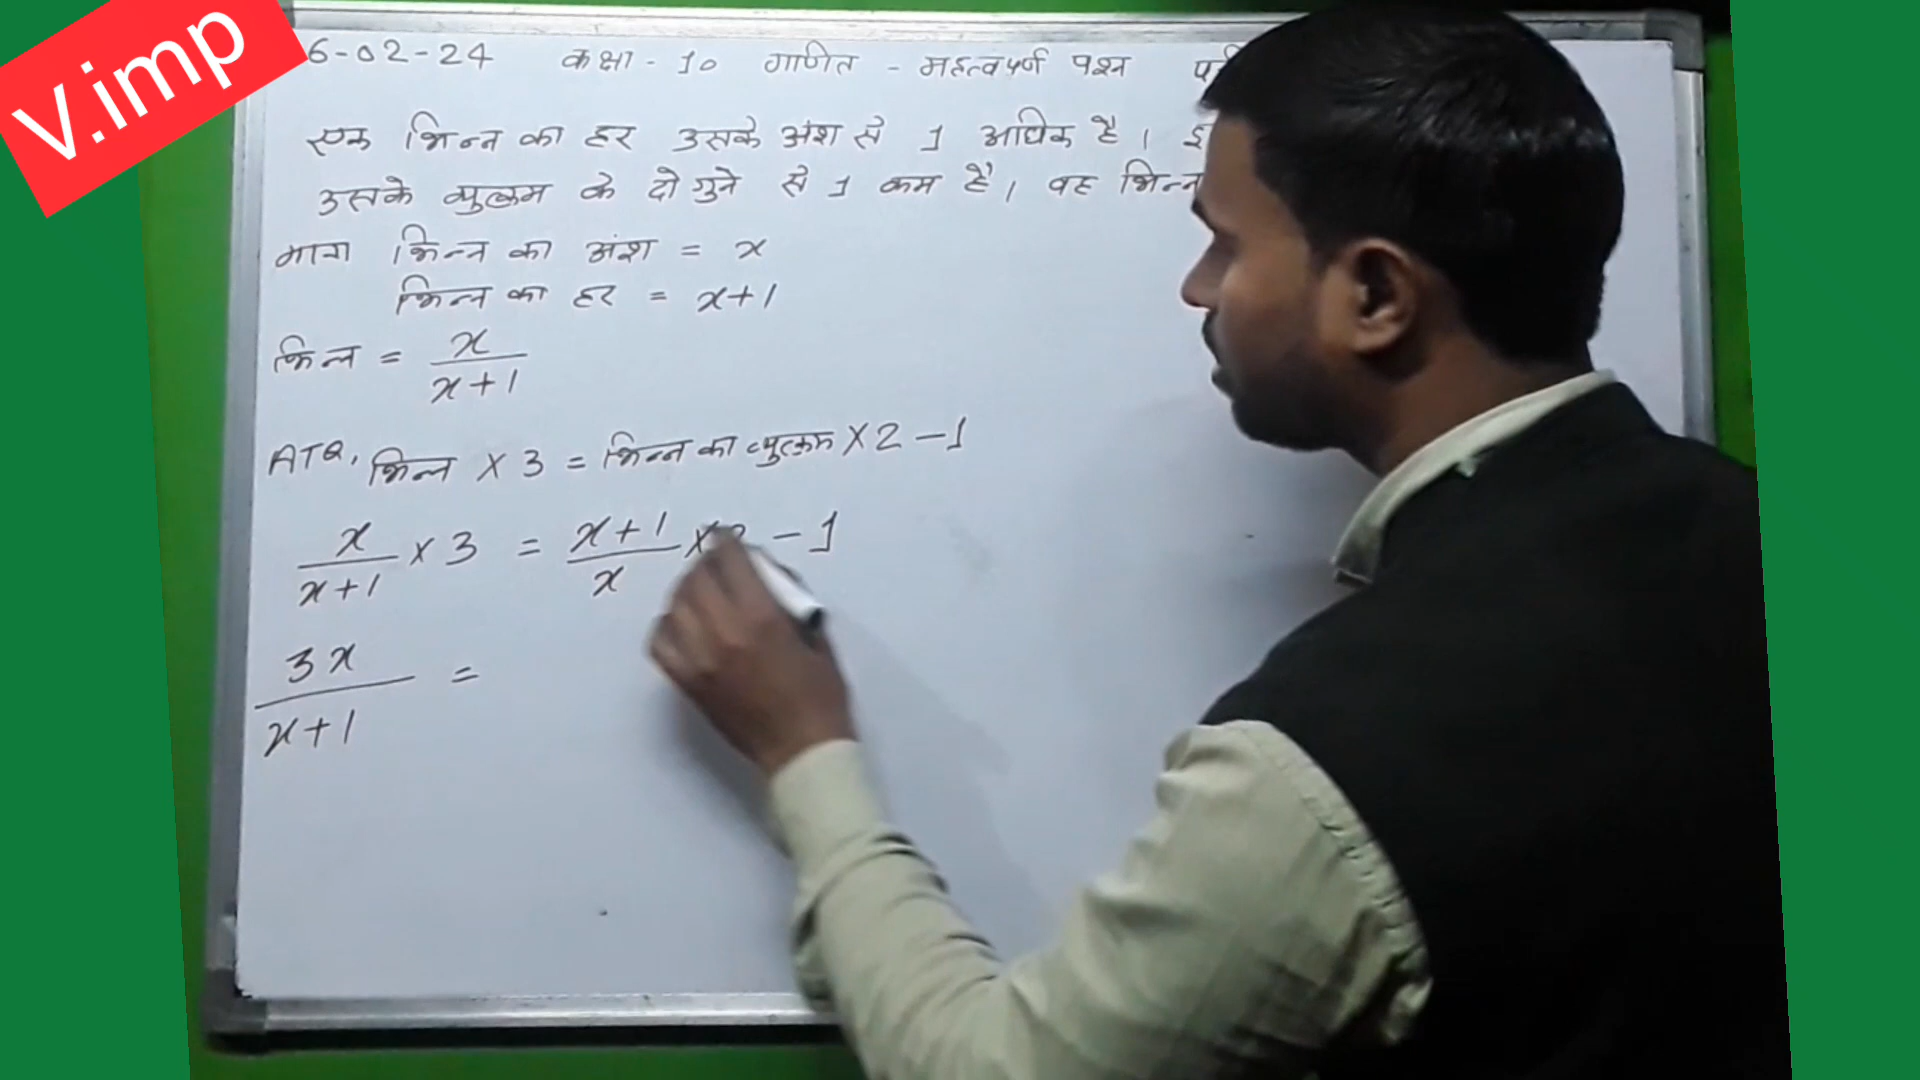 V.imp
6-02-24 कक्षा - 10 गणित - महत्वपूर्ण प्रश्न
एक भिन्न का हर उसके अंश से 1 अधिक है।
उसके व्युत्क्रम के दो गुने से 1 कम है, वह भिन्न
माना भिन्न का अंश = x
भिन्न का हर = x+1
भिन्न = x/(x+1)
ATQ, भिन्न × 3 = भिन्न का व्युत्क्रम × 2 - 1
x/(x+1) × 3 = (x+1)/x × 2 - 1
3x/(x+1) =